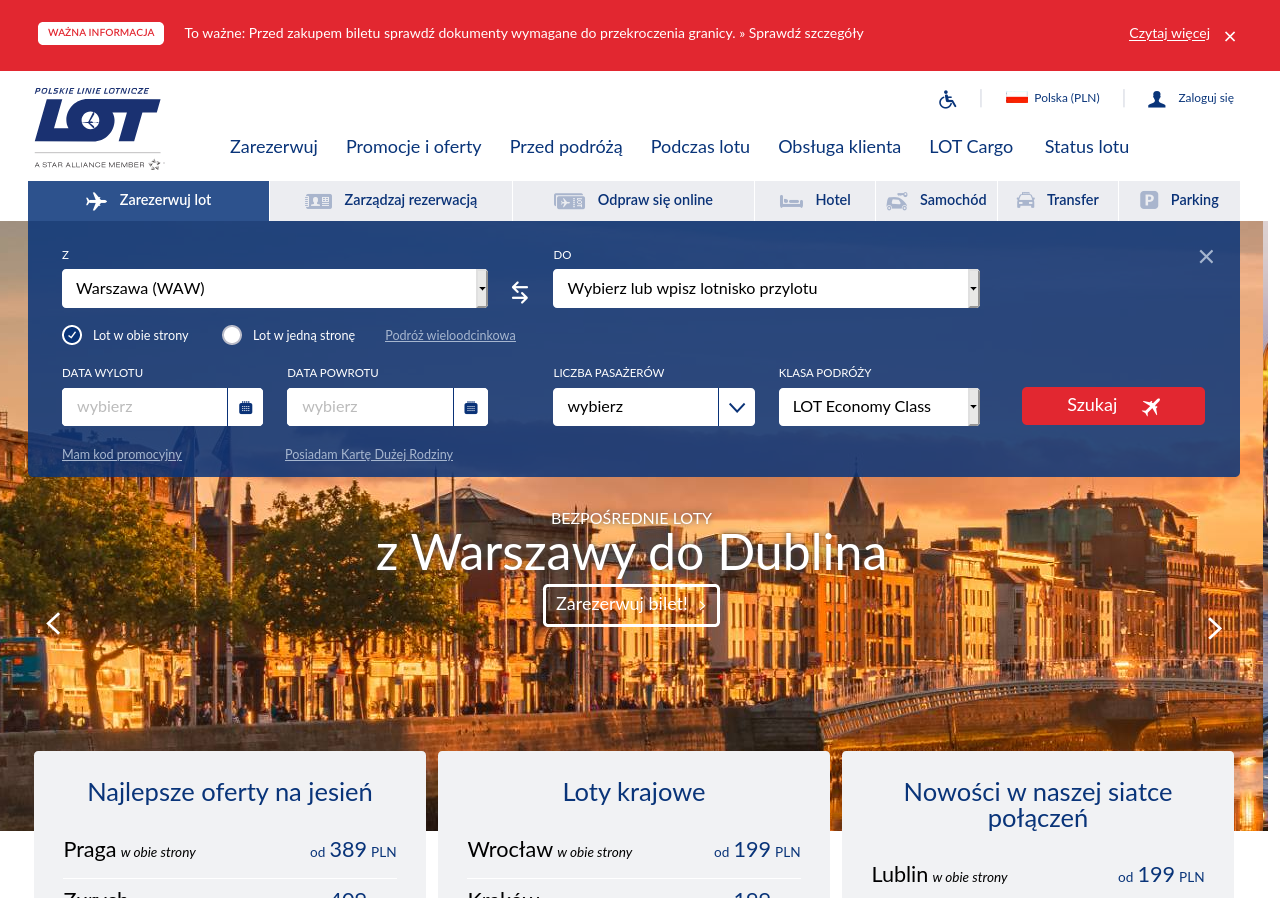 WAŻNA INFORMACJA
To ważne: Przed zakupem biletu sprawdź dokumenty wymagane do przekroczenia granicy. » Sprawdź szczegóły
Czytaj więcej
POLSKIE LINIE LOTNICZE
LOT
A STAR ALLIANCE MEMBER
Polska (PLN)
Zaloguj się
Zarezerwuj
Promocje i oferty
Przed podróżą
Podczas lotu
Obsługa klienta
LOT Cargo
Status lotu
Zarezerwuj lot
Zarządzaj rezerwacją
Odpraw się online
Hotel
Samochód
Transfer
Parking
Z
DO
Warszawa (WAW)
Wybierz lub wpisz lotnisko przylotu
Lot w obie strony
Lot w jedną stronę
Podróż wieloodcinkowa
DATA WYLOTU
DATA POWROTU
LICZBA PASAŻERÓW
KLASA PODRÓŻY
wybierz
wybierz
wybierz
LOT Economy Class
Szukaj
Mam kod promocyjny
Posiadam Kartę Dużej Rodziny
BEZPOŚREDNIE LOTY
z Warszawy do Dublina
Zarezerwuj bilet!
Najlepsze oferty na jesień
Praga w obie strony od 389 PLN
Loty krajowe
Wrocław w obie strony od 199 PLN
Nowości w naszej siatce
połączeń
Lublin w obie strony od 199 PLN